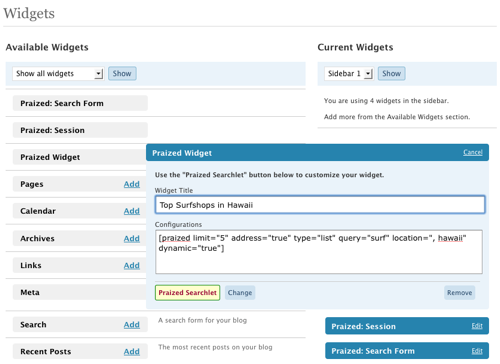 Widgets
Available Widgets
Current Widgets
Show all widgets Show
Sidebar 1 Show
You are using 4 widgets in the sidebar.
Add more from the Available Widgets section.
Praized: Search Form
Praized: Session
Praized Widget
Pages Add
Calendar Add
Archives Add
Links Add
Meta
Search Add
A search form for your blog
Recent Posts Add
The most recent posts on your blog
Praized Widget Cancel
Use the "Praized Searchlet" button below to customize your widget.
Widget Title
Top Surfshops in Hawaii
Configurations
[praized limit="5" address="true" type="list" query="surf" location=", hawaii"
dynamic="true"]
Praized Searchlet Change Remove
Praized: Session Edit
Praized: Search Form Edit